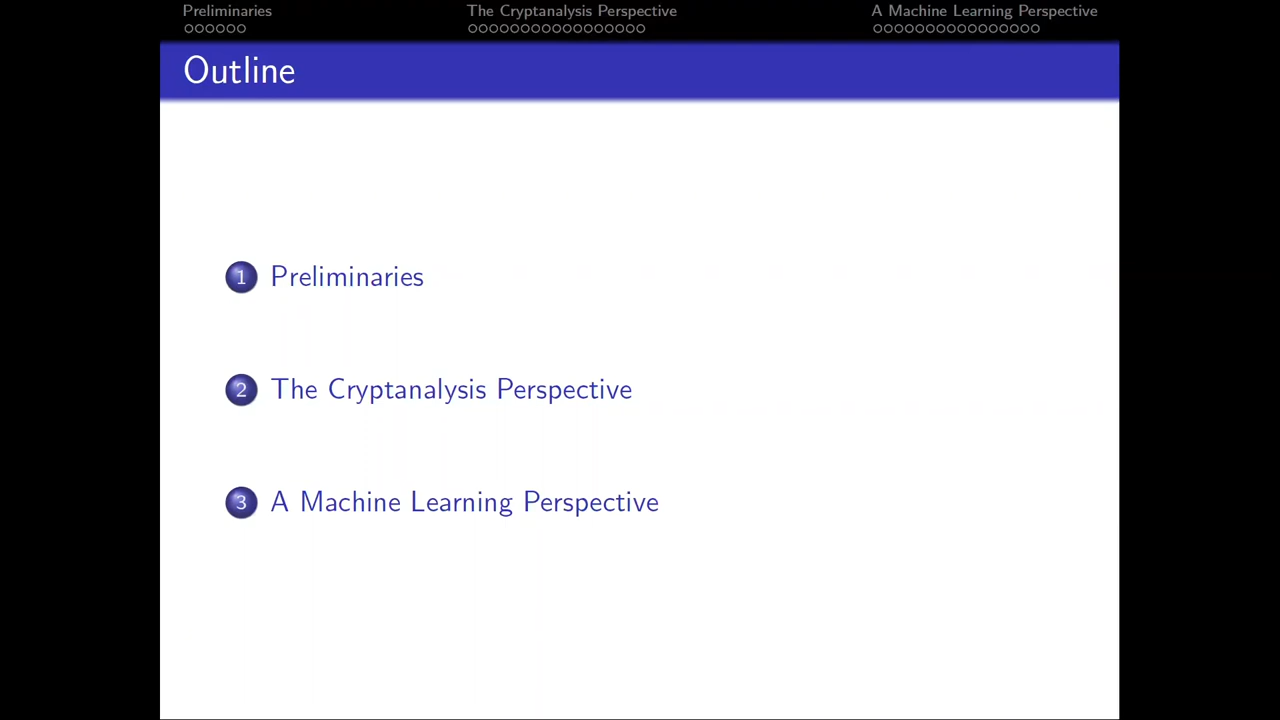 Preliminaries
The Cryptanalysis Perspective
A Machine Learning Perspective
Outline
1 Preliminaries
2 The Cryptanalysis Perspective
3 A Machine Learning Perspective